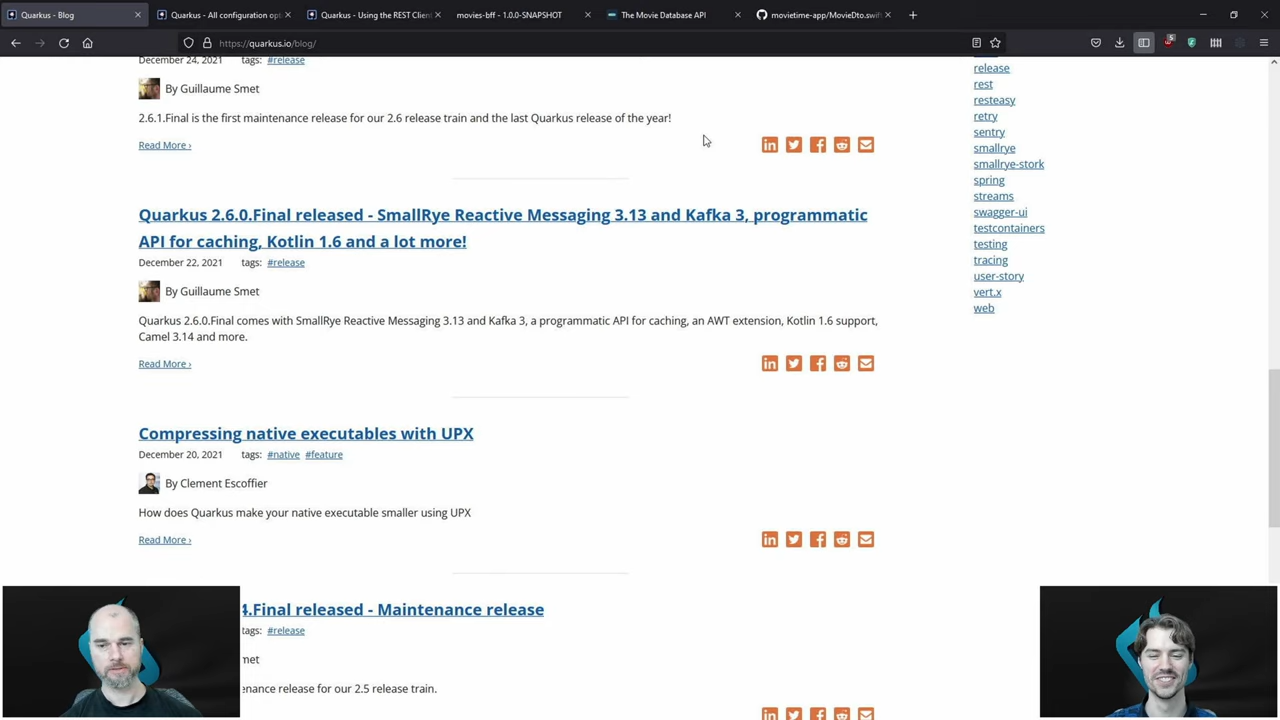 Quarkus - Blog
Quarkus - All configuration opt
Quarkus - Using the REST Client
movies-bff - 1.0.0-SNAPSHOT
The Movie Database API
movietime-app/MovieDto.swift
https://quarkus.io/blog/
5
December 24, 2021 tags: #release
By Guillaume Smet
2.6.1.Final is the first maintenance release for our 2.6 release train and the last Quarkus release of the year!
Read More ›
Quarkus 2.6.0.Final released - SmallRye Reactive Messaging 3.13 and Kafka 3, programmatic
API for caching, Kotlin 1.6 and a lot more!
December 22, 2021 tags: #release
By Guillaume Smet
Quarkus 2.6.0.Final comes with SmallRye Reactive Messaging 3.13 and Kafka 3, a programmatic API for caching, an AWT extension, Kotlin 1.6 support,
Camel 3.14 and more.
Read More ›
Compressing native executables with UPX
December 20, 2021 tags: #native #feature
By Clement Escoffier
How does Quarkus make your native executable smaller using UPX
Read More ›
4.Final released - Maintenance release
tags: #release
met
nance release for our 2.5 release train.
release
rest
resteasy
retry
sentry
smallrye
smallrye-stork
spring
streams
swagger-ui
testcontainers
testing
tracing
user-story
vert.x
web